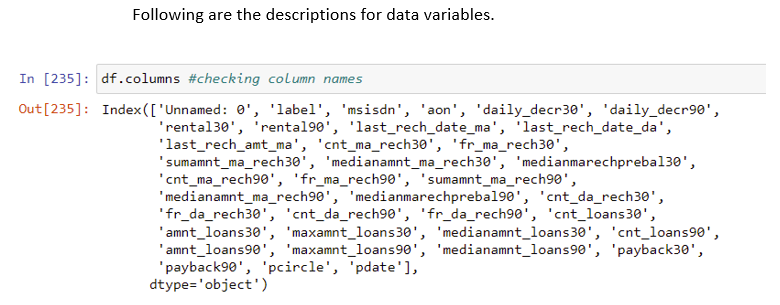 Following are the descriptions for data variables.
In [235]: df.columns #checking column names
Out[235]: Index(['Unnamed: 0', 'label', 'msisdn', 'aon', 'daily_decr30', 'daily_decr90',
'rental30', 'rental90', 'last_rech_date_ma', 'last_rech_date_da',
'last_rech_amt_ma', 'cnt_ma_rech30', 'fr_ma_rech30',
'sumamnt_ma_rech30', 'medianamnt_ma_rech30', 'medianmarechprebal30',
'cnt_ma_rech90', 'fr_ma_rech90', 'sumamnt_ma_rech90',
'medianamnt_ma_rech90', 'medianmarechprebal90', 'cnt_da_rech30',
'fr_da_rech30', 'cnt_da_rech90', 'fr_da_rech90', 'cnt_loans30',
'amnt_loans30', 'maxamnt_loans30', 'medianamnt_loans30', 'cnt_loans90',
'amnt_loans90', 'maxamnt_loans90', 'medianamnt_loans90', 'payback30',
'payback90', 'pcircle', 'pdate'],
dtype='object')